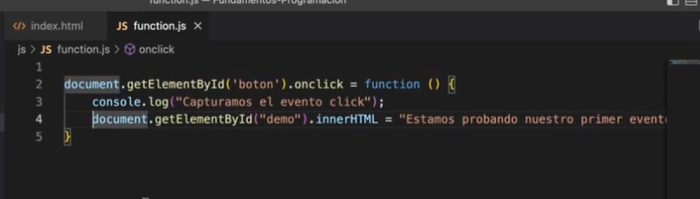 function.js — Fundamentos-Programacion
index.html JS function.js ×
js > JS function.js > onclick
1
2 document.getElementById('boton').onclick = function () {
3 console.log("Capturamos el evento click");
4 document.getElementById("demo").innerHTML = "Estamos probando nuestro primer evento
5 }